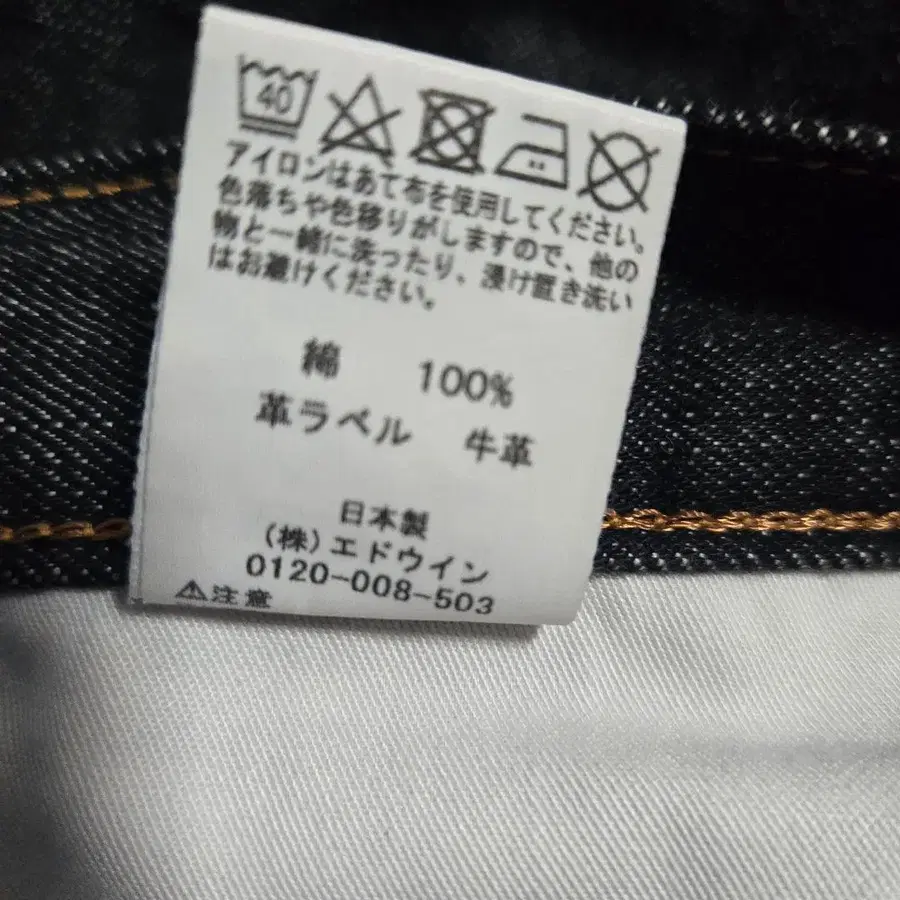 40
アイロンはあて布を使用してください。
色落ちや色移りがしますので、他の
物と一緒に洗ったり、浸け置き洗い
はお避けください。
綿 100%
革ラベル 牛革
日本製
(株)エドウイン
0120-008-503
⚠注意